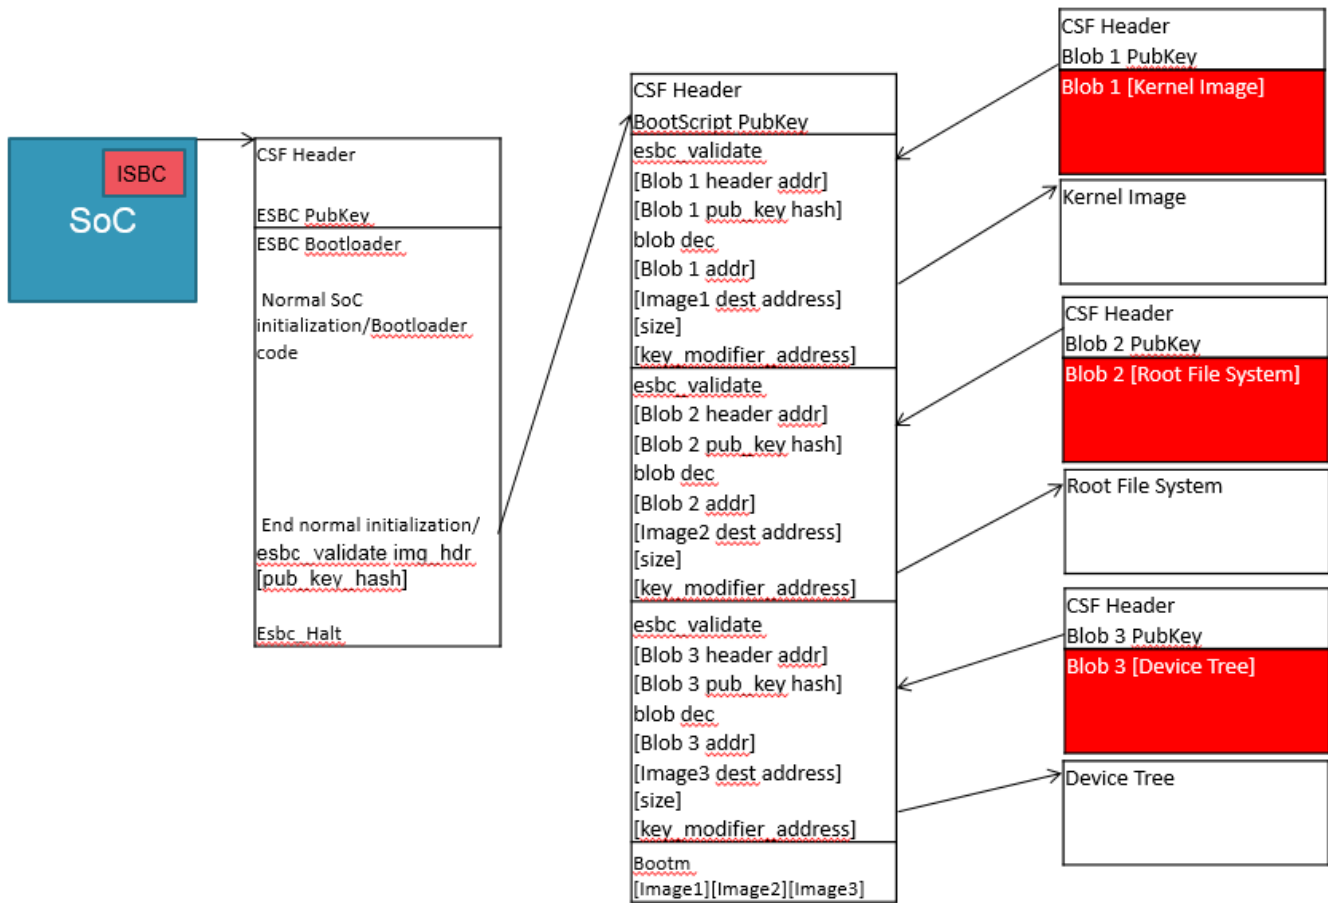 ISBC
SoC
CSF Header
ESBC PubKey
ESBC Bootloader
Normal SoC
initialization/Bootloader
code
End normal initialization/
esbc_validate img_hdr
[pub_key_hash]
Esbc_Halt
CSF Header
BootScript PubKey
esbc_validate
[Blob 1 header addr]
[Blob 1 pub_key hash]
blob dec
[Blob 1 addr]
[Image1 dest address]
[size]
[key_modifier_address]
esbc_validate
[Blob 2 header addr]
[Blob 2 pub_key hash]
blob dec
[Blob 2 addr]
[Image2 dest address]
[size]
[key_modifier_address]
esbc_validate
[Blob 3 header addr]
[Blob 3 pub_key hash]
blob dec
[Blob 3 addr]
[Image3 dest address]
[size]
[key_modifier_address]
Bootm
[Image1][Image2][Image3]
CSF Header
Blob 1 PubKey
Blob 1 [Kernel Image]
Kernel Image
CSF Header
Blob 2 PubKey
Blob 2 [Root File System]
Root File System
CSF Header
Blob 3 PubKey
Blob 3 [Device Tree]
Device Tree